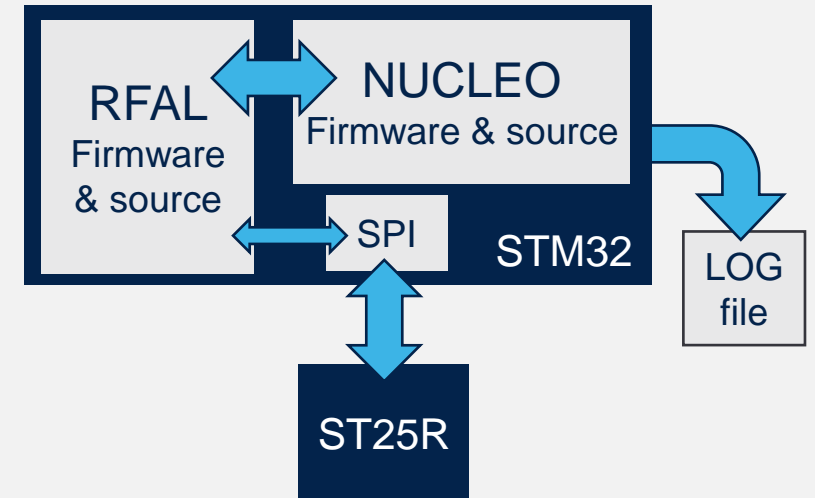 RFAL
Firmware
& source
NUCLEO
Firmware & source
SPI
STM32
LOG
file
ST25R